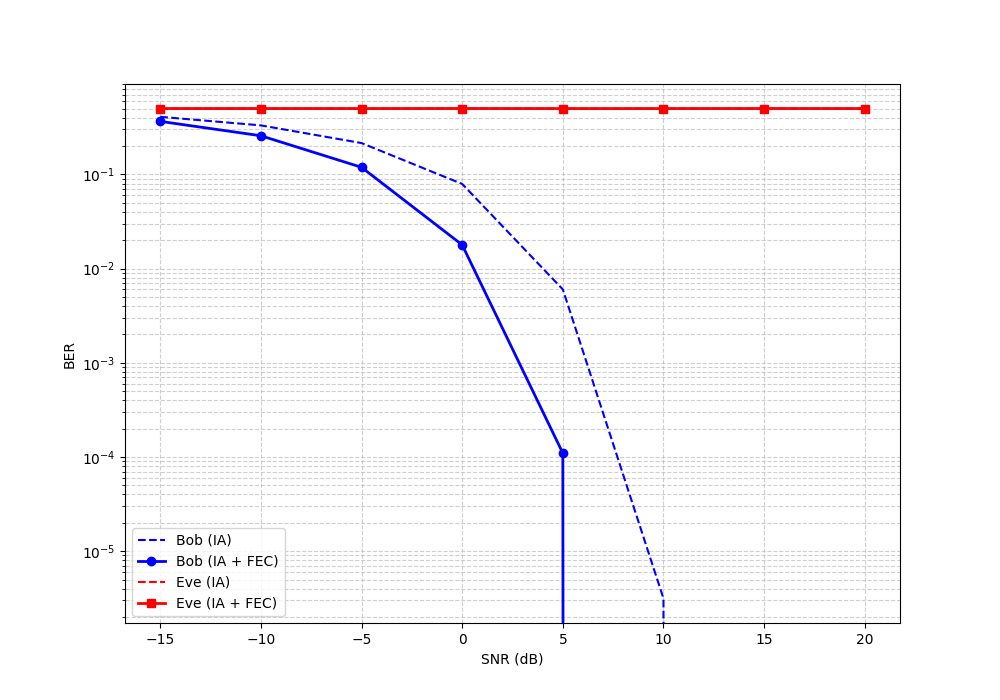 BER
10⁻¹
10⁻²
10⁻³
10⁻⁴
10⁻⁵
Bob (IA)
Bob (IA + FEC)
Eve (IA)
Eve (IA + FEC)
−15 −10 −5 0 5 10 15 20
SNR (dB)